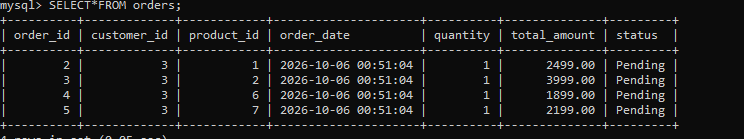 mysql> SELECT*FROM orders;
+----------+-------------+------------+---------------------+----------+--------------+---------+
| order_id | customer_id | product_id | order_date          | quantity | total_amount | status  |
+----------+-------------+------------+---------------------+----------+--------------+---------+
|        2 |           3 |          1 | 2026-10-06 00:51:04 |        1 |      2499.00 | Pending |
|        3 |           3 |          2 | 2026-10-06 00:51:04 |        1 |      3999.00 | Pending |
|        4 |           3 |          6 | 2026-10-06 00:51:04 |        1 |      1899.00 | Pending |
|        5 |           3 |          7 | 2026-10-06 00:51:04 |        1 |      2199.00 | Pending |
+----------+-------------+------------+---------------------+----------+--------------+---------+